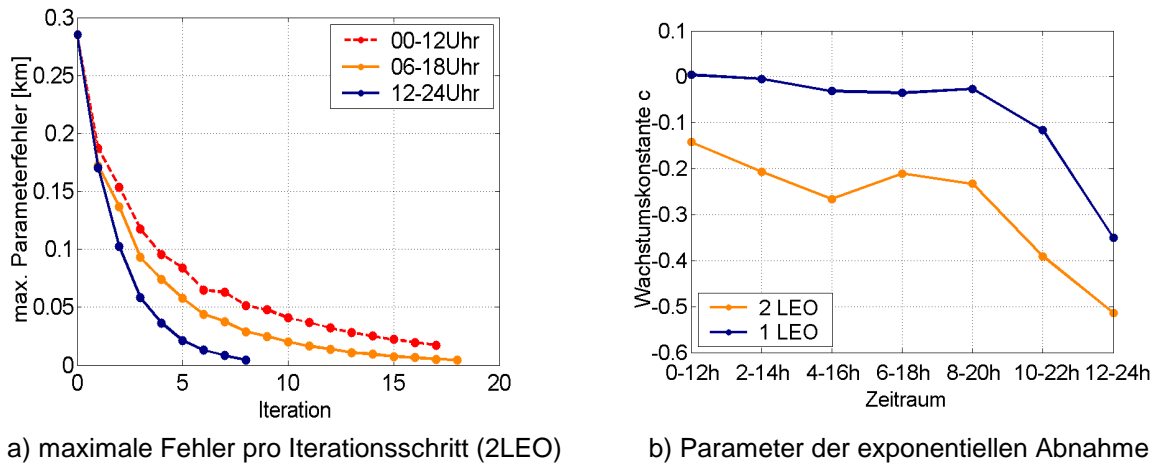 0.3
0.25
0.2
0.15
0.1
0.05
0
max. Parameterfehler [km]
0
5
10
15
20
Iteration
00-12Uhr
06-18Uhr
12-24Uhr
a) maximale Fehler pro Iterationsschritt (2LEO)
0.1
0
-0.1
-0.2
-0.3
-0.4
-0.5
-0.6
Wachstumskonstante c
2 LEO
1 LEO
0-12h
2-14h
4-16h
6-18h
8-20h
10-22h
12-24h
Zeitraum
b) Parameter der exponentiellen Abnahme